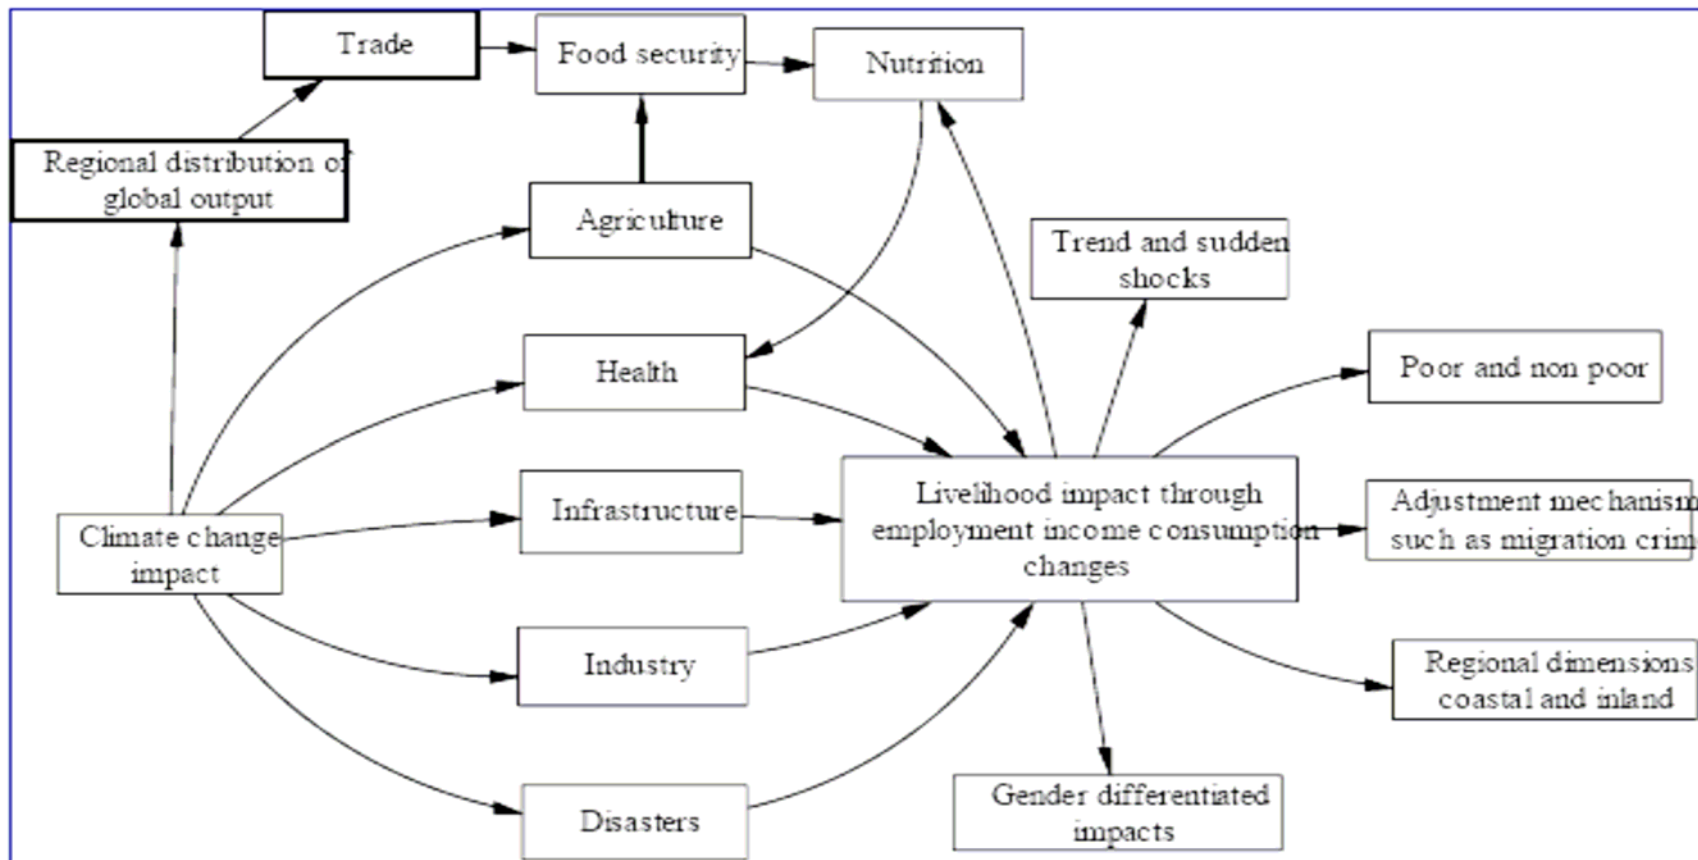 Trade
Food security
Nutrition
Regional distribution of
global output
Agriculture
Trend and sudden
shocks
Health
Poor and non poor
Infrastructure
Livelihood impact through
employment income consumption
changes
Adjustment mechanism
such as migration crim
Climate change
impact
Industry
Regional dimensions
coastal and inland
Disasters
Gender differentiated
impacts